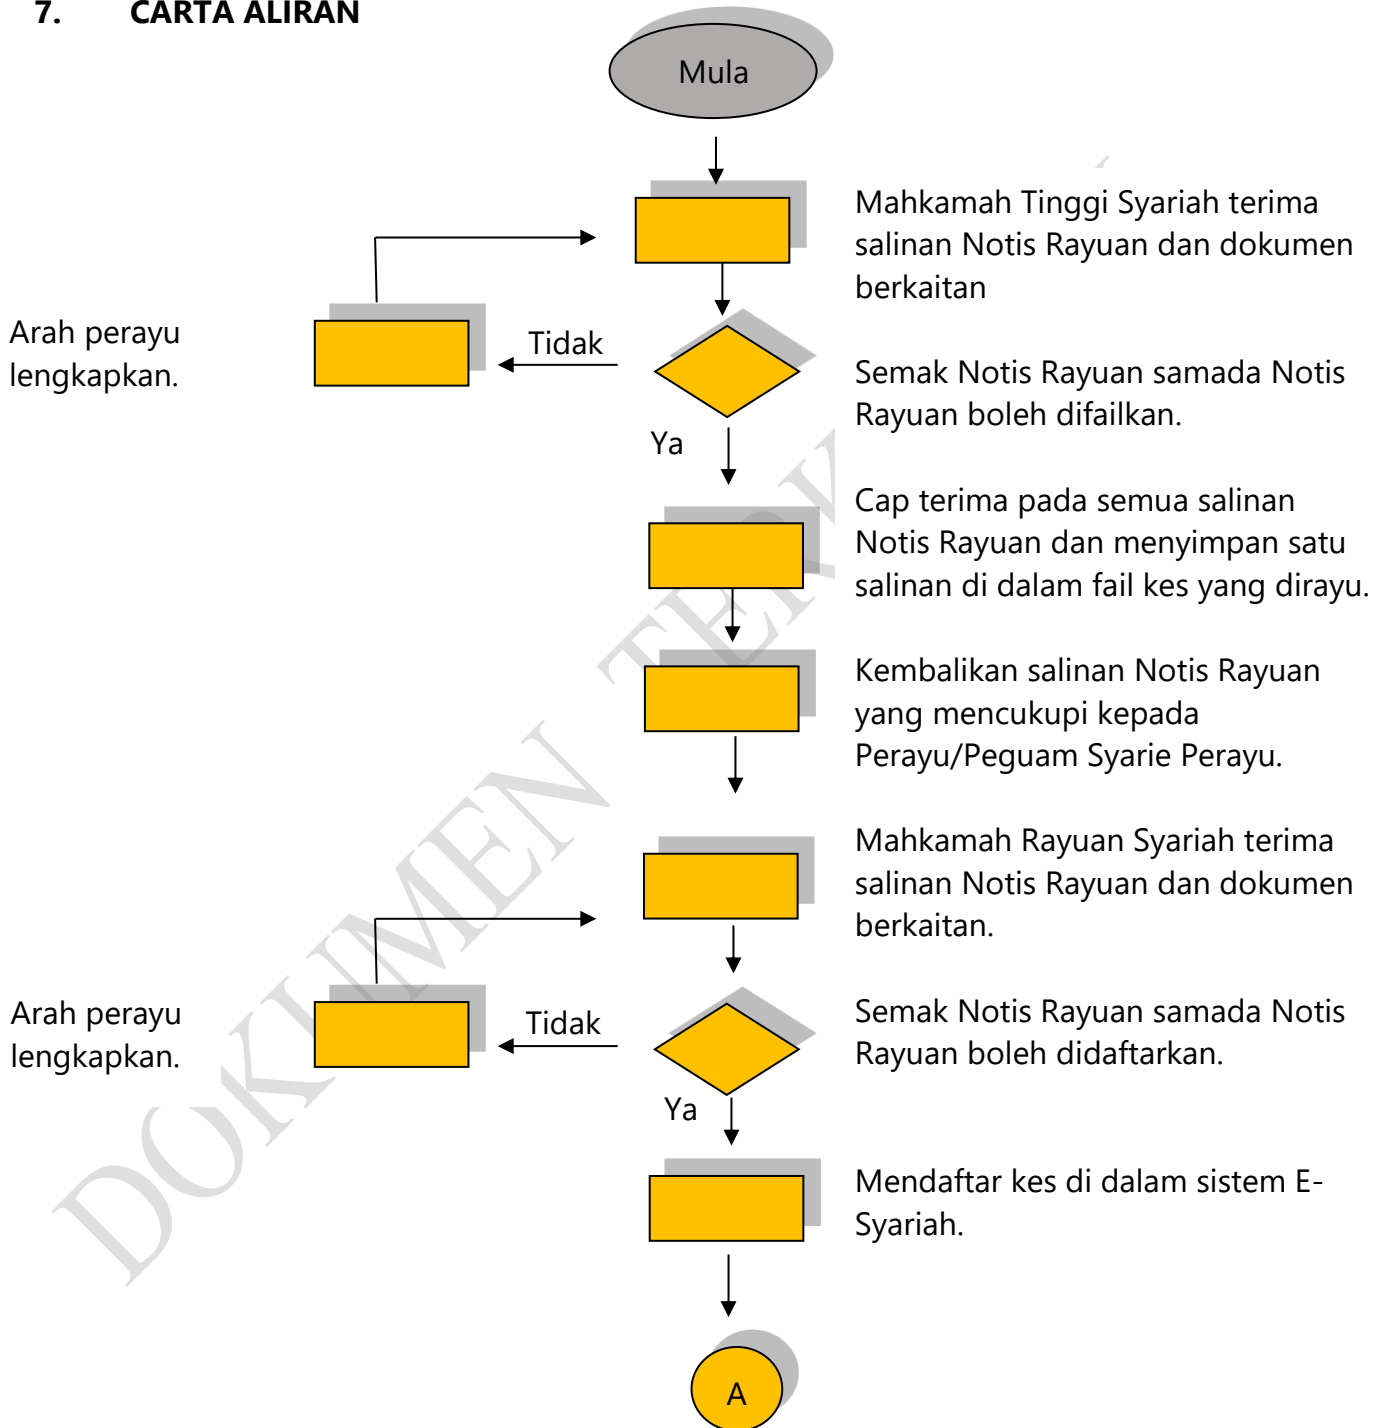 7. CARTA ALIRAN
Mula
Mahkamah Tinggi Syariah terima
salinan Notis Rayuan dan dokumen
berkaitan
Arah perayu
lengkapkan.
Tidak
Semak Notis Rayuan samada Notis
Rayuan boleh difailkan.
Ya
Cap terima pada semua salinan
Notis Rayuan dan menyimpan satu
salinan di dalam fail kes yang dirayu.
Kembalikan salinan Notis Rayuan
yang mencukupi kepada
Perayu/Peguam Syarie Perayu.
Mahkamah Rayuan Syariah terima
salinan Notis Rayuan dan dokumen
berkaitan.
Arah perayu
lengkapkan.
Tidak
Semak Notis Rayuan samada Notis
Rayuan boleh didaftarkan.
Ya
Mendaftar kes di dalam sistem E-
Syariah.
A
DOKUMEN